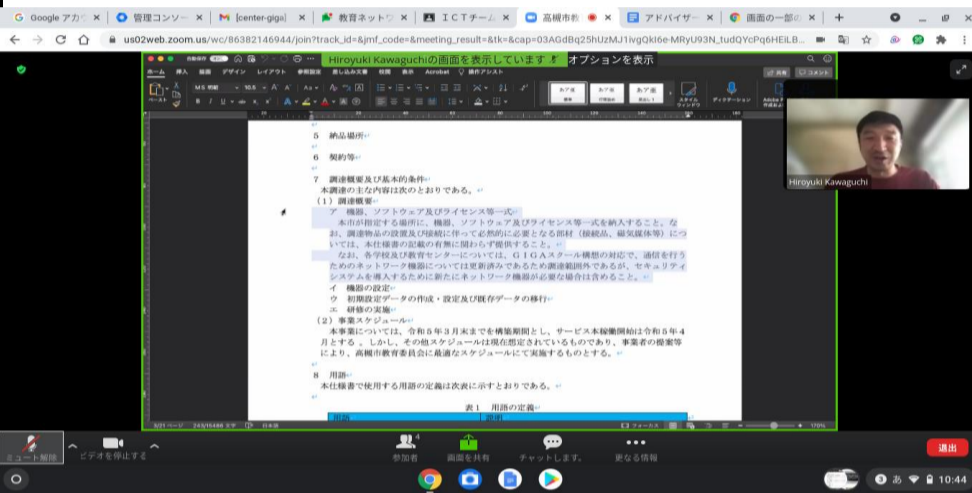 Google アカウ
管理コンソー
[center-giga]
教育ネットワ
ＩＣＴチーム
高槻市教
アドバイザー
画面の一部の
us02web.zoom.us/wc/86382146944/join?track_id=&jmf_code=&meeting_result=&tk=&cap=
Hiroyuki Kawaguchiの画面を表示しています
オプションを表示
ホーム 挿入 描画 デザイン レイアウト 参考資料 差し込み文書 校閲 表示 Acrobat 操作アシスト
共有 コメント
５ 納品場所
６ 契約等
７ 調達概要及び基本的条件
本調達の主な内容は次のとおりである。
（１）調達概要
ア 機器、ソフトウェア及びライセンス等一式
本市が指定する場所に、機器、ソフトウェア及びライセンス等一式を納入すること。な
お、調達物品の設置及び接続に伴って必然的に必要となる部材（接続品、磁気媒体等）につ
いては、本仕様書の記載の有無に関わらず提供すること。
なお、各学校及び教育センターについては、ＧＩＧＡスクール構想の対応で、通信を行う
ためのネットワーク機器については更新済みであるため調達範囲外であるが、セキュリティ
システムを導入するために新たにネットワーク機器が必要な場合は含めること。
イ 機器の設定
ウ 初期設定データの作成・設定及び既存データの移行
エ 研修の実施
（２）事業スケジュール
本事業については、令和５年３月末までを構築期間とし、サービス本稼働開始は令和５年４
月とする 。しかし、その他スケジュールは現在想定されているものであり、事業者の提案等
により、高槻市教育委員会に最適なスケジュールにて実施するものとする。
８ 用語
本仕様書で使用する用語の定義は次表に示すとおりである。
表１ 用語の定義
用語 説明
Hiroyuki Kawaguchi
3/21 ページ 日本語 フォーカス 170%
ミュート解除
ビデオを停止する
4
参加者
画面を共有
チャットします。
更なる情報
退出
あ
10:44